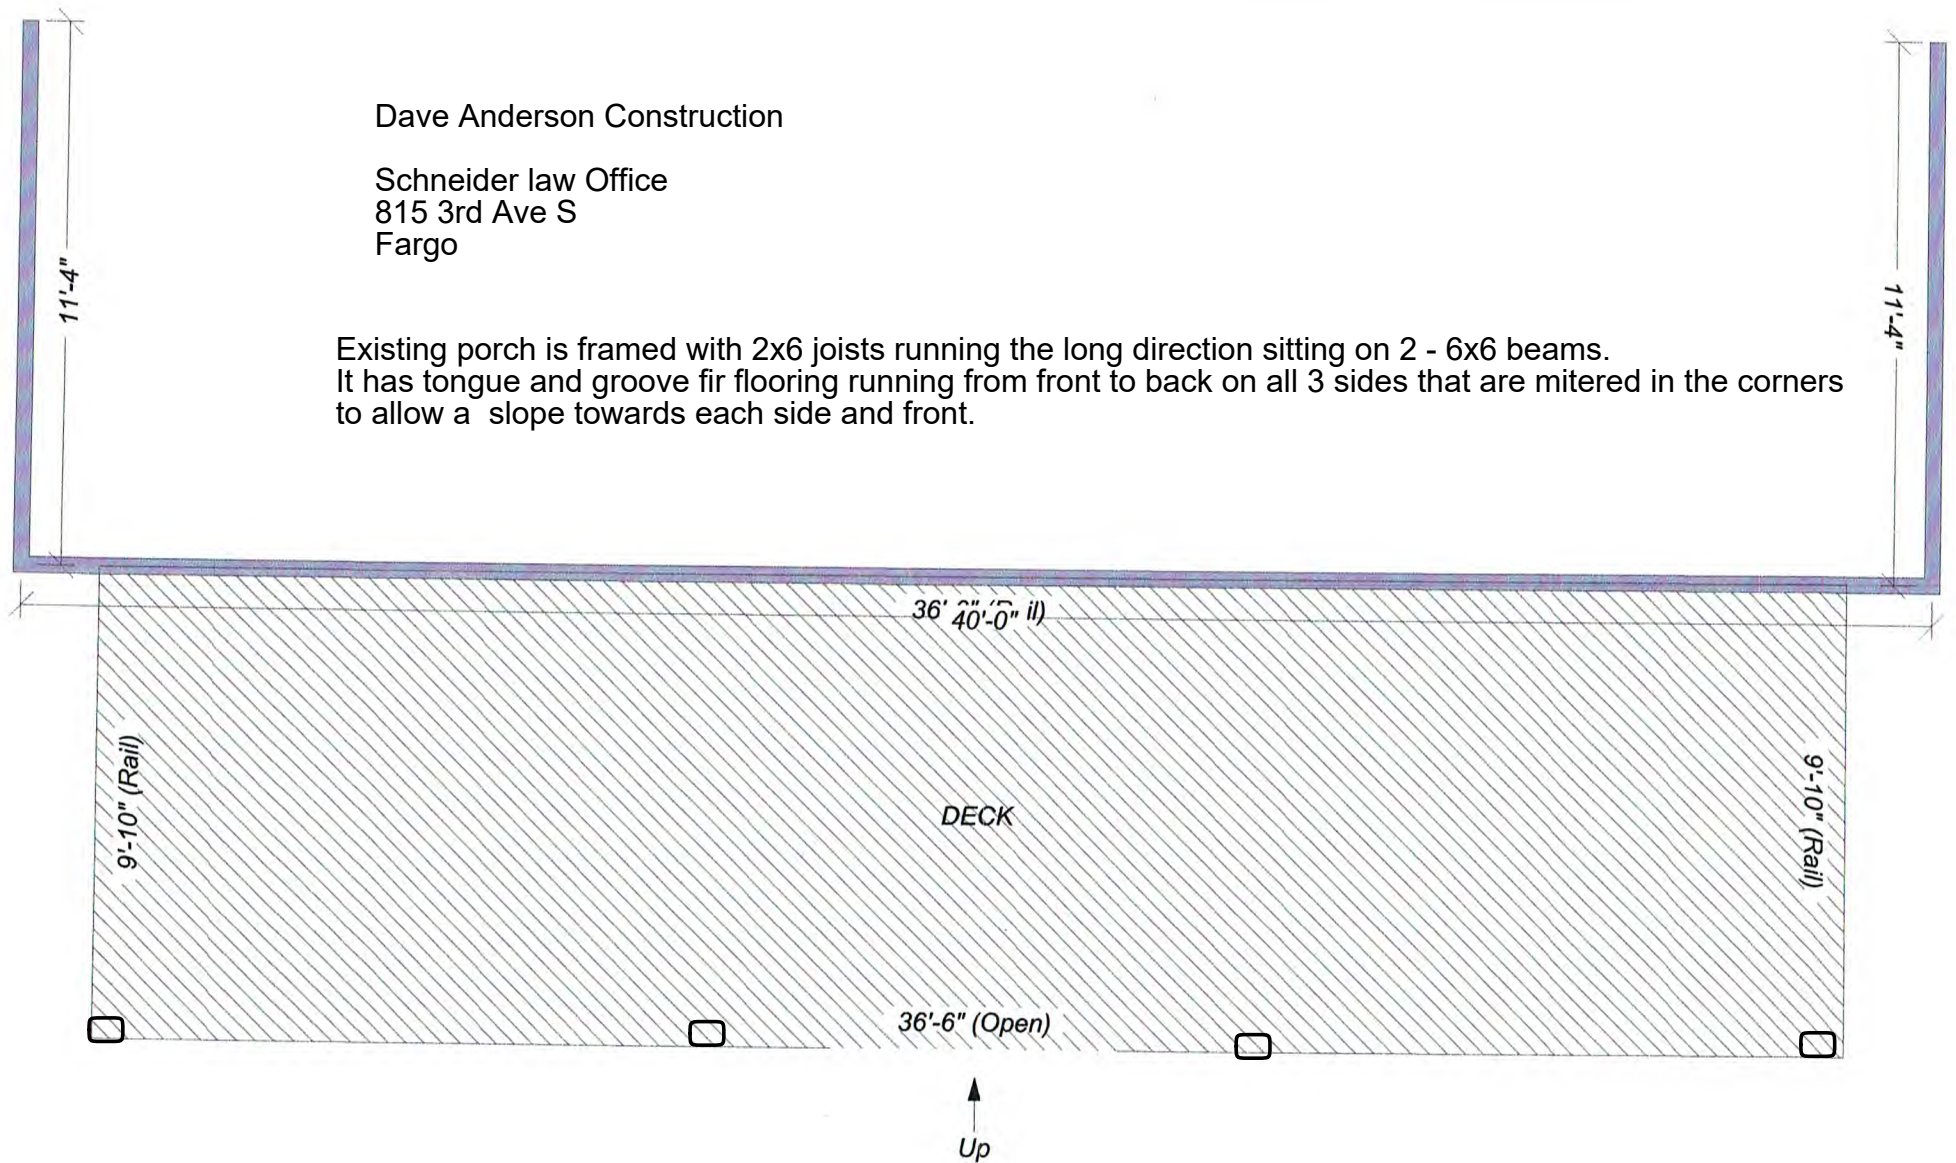 Dave Anderson Construction
Schneider law Office
815 3rd Ave S
Fargo
11'-4"
11'-4"
Existing porch is framed with 2x6 joists running the long direction sitting on 2 - 6x6 beams.
It has tongue and groove fir flooring running from front to back on all 3 sides that are mitered in the corners
to allow a  slope towards each side and front.
36'
40'-0"
9'-10" (Rail)
9'-10" (Rail)
DECK
36'-6" (Open)
Up